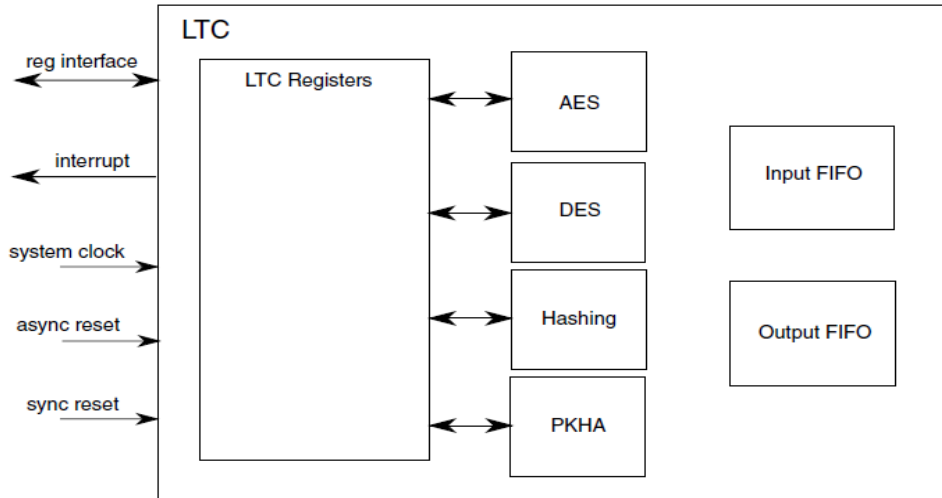 LTC
reg interface
interrupt
system clock
async reset
sync reset
LTC Registers
AES
DES
Hashing
PKHA
Input FIFO
Output FIFO